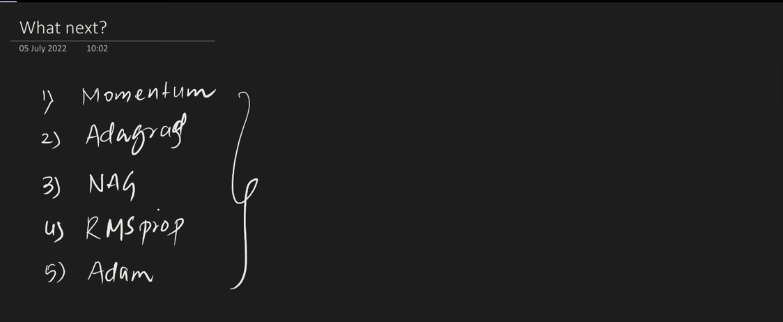 What next?
05 July 2022 10:02
1) Momentum
2) Adagrad
3) NAG
4) RMSprop
5) Adam